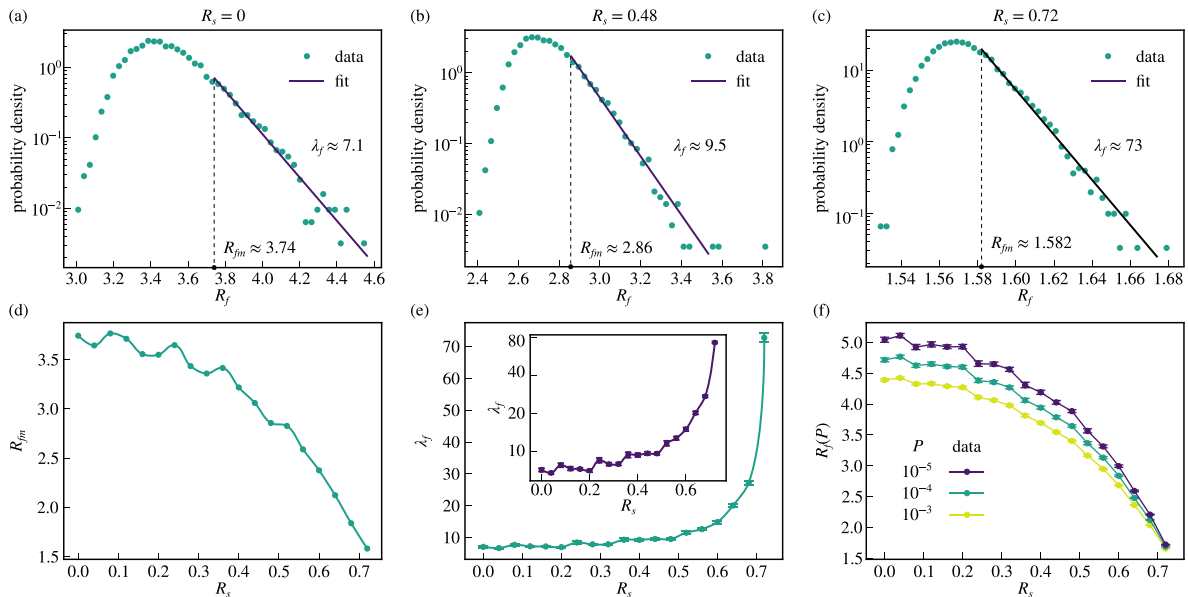 (a)
R_s = 0
probability density
10^0
10^{-1}
10^{-2}
data
fit
λ_f ≈ 7.1
R_{fm} ≈ 3.74
3.0 3.2 3.4 3.6 3.8 4.0 4.2 4.4 4.6
R_f
(b)
R_s = 0.48
probability density
10^0
10^{-1}
10^{-2}
data
fit
λ_f ≈ 9.5
R_{fm} ≈ 2.86
2.4 2.6 2.8 3.0 3.2 3.4 3.6 3.8
R_f
(c)
R_s = 0.72
probability density
10^1
10^0
10^{-1}
data
fit
λ_f ≈ 73
R_{fm} ≈ 1.582
1.54 1.56 1.58 1.60 1.62 1.64 1.66 1.68
R_f
(d)
R_{fm}
3.5
3.0
2.5
2.0
1.5
0.0 0.1 0.2 0.3 0.4 0.5 0.6 0.7
R_s
(e)
λ_f
70
60
50
40
30
20
10
λ_f
80
40
20
10
0.0 0.2 0.4 0.6
R_s
0.0 0.1 0.2 0.3 0.4 0.5 0.6 0.7
R_s
(f)
R_f(P)
5.0
4.5
4.0
3.5
3.0
2.5
2.0
1.5
P data
10^{-5}
10^{-4}
10^{-3}
0.0 0.1 0.2 0.3 0.4 0.5 0.6 0.7
R_s